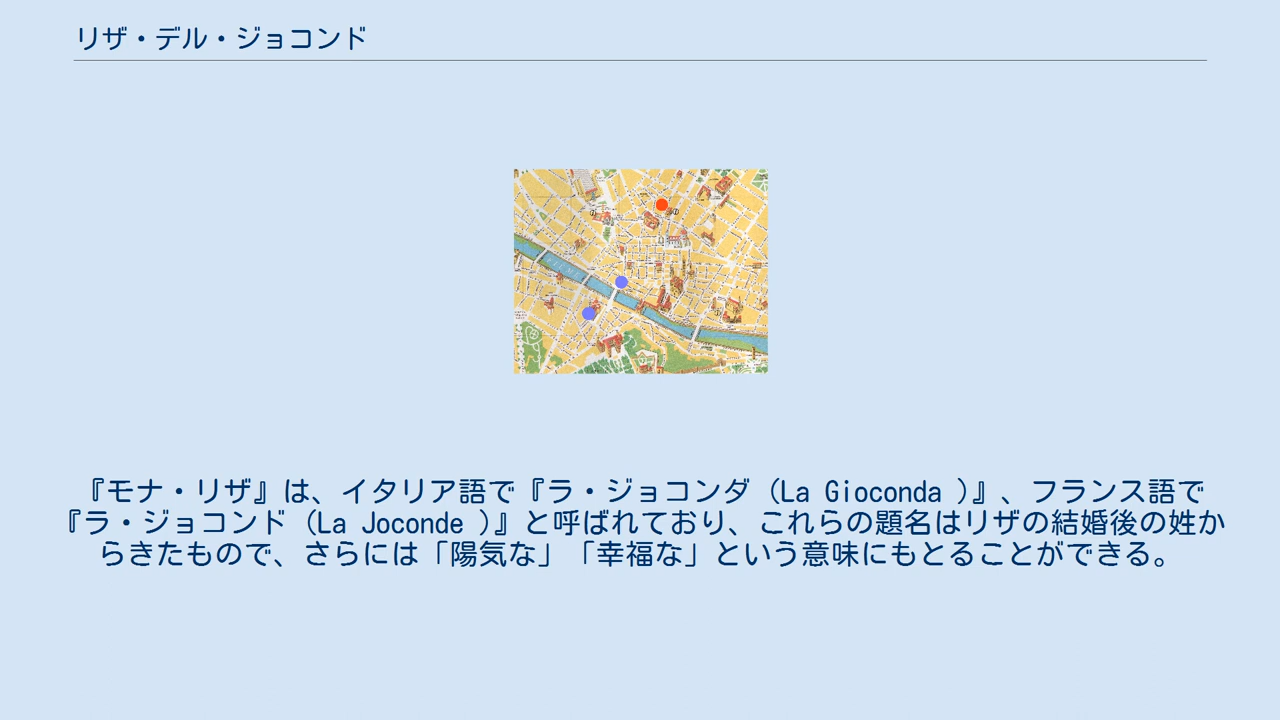 リザ・デル・ジョコンド
『モナ・リザ』は、イタリア語で『ラ・ジョコンダ (La Gioconda )』、フランス語で
『ラ・ジョコンド (La Joconde )』と呼ばれており、これらの題名はリザの結婚後の姓か
らきたもので、さらには「陽気な」「幸福な」という意味にもとることができる。